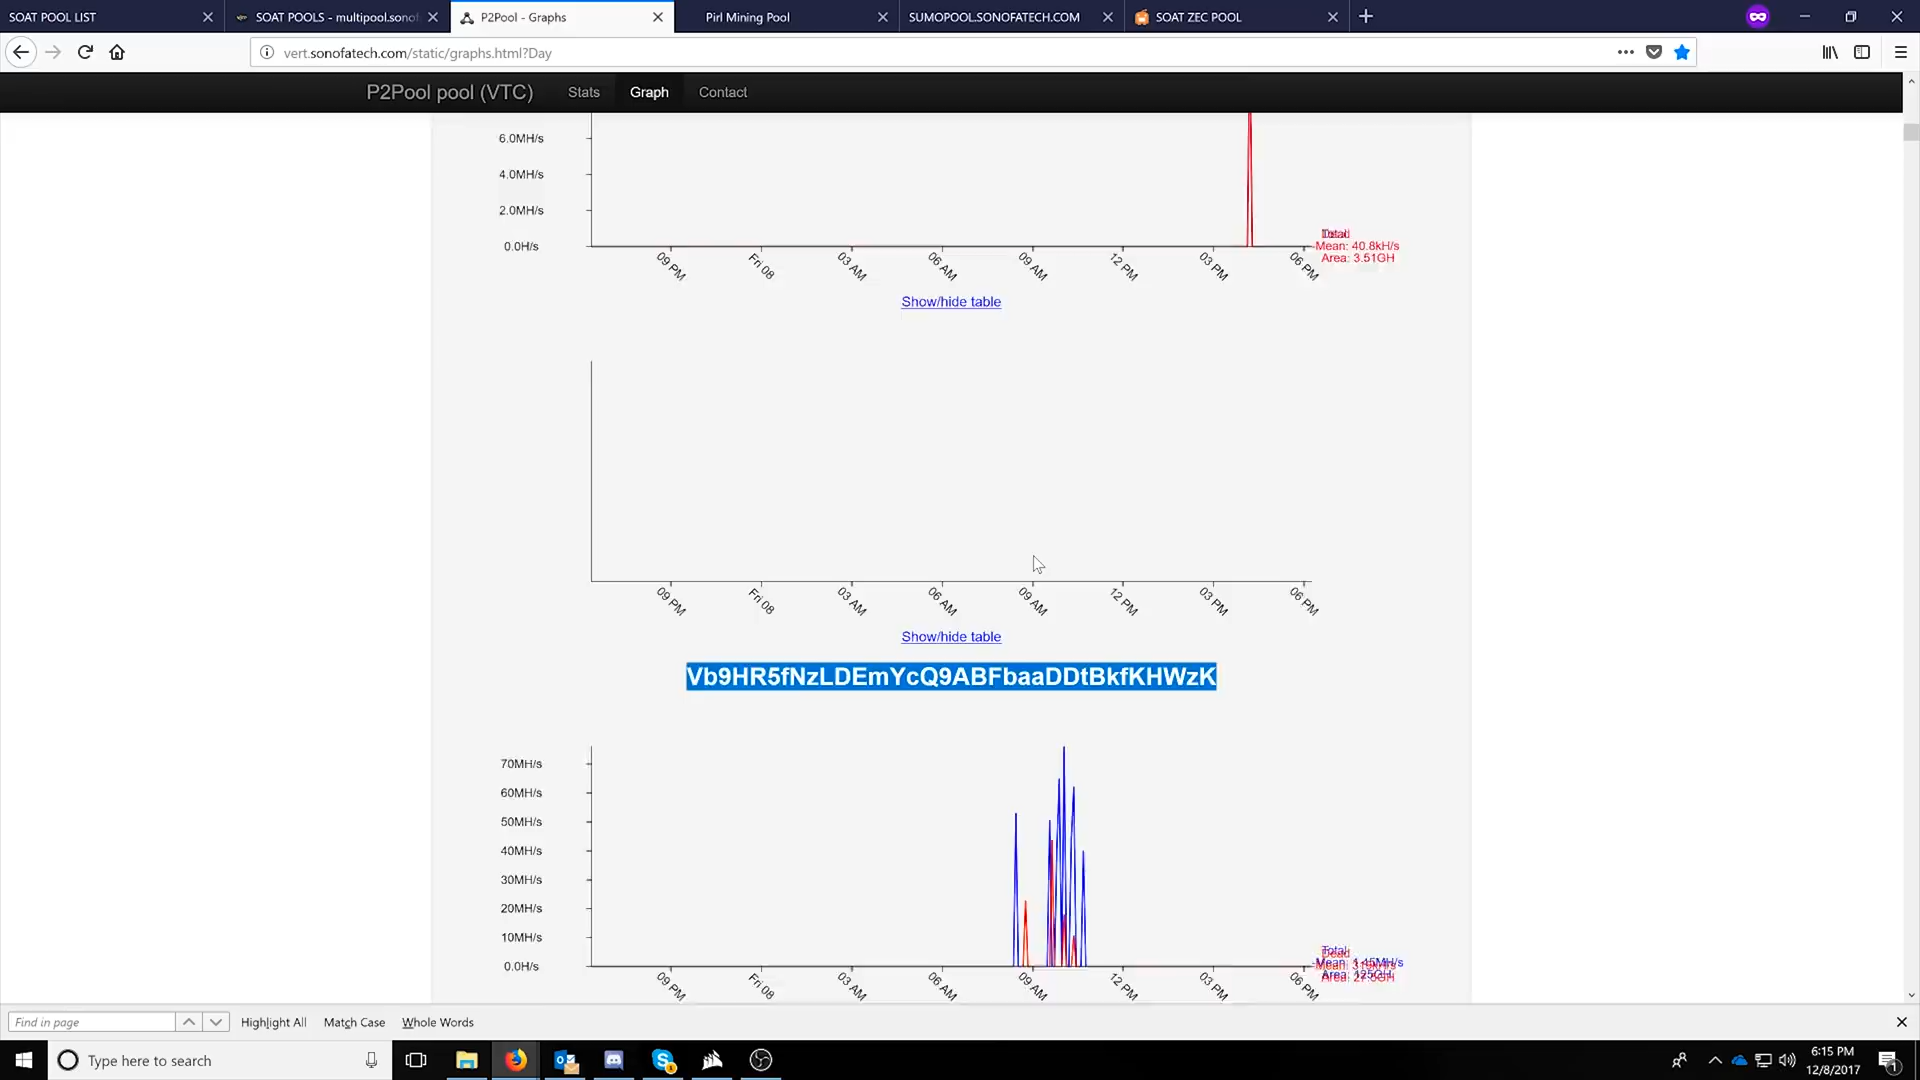 SOAT POOL LIST
SOAT POOLS - multipool.sonof
P2Pool - Graphs
Pirl Mining Pool
SUMOPOOL.SONOFATECH.COM
SOAT ZEC POOL
vert.sonofatech.com/static/graphs.html?Day
P2Pool pool (VTC)
Stats
Graph
Contact
6.0MH/s
4.0MH/s
2.0MH/s
0.0H/s
Mean: 40.8kH/s
Area: 3.51GH
09 PM
Fri 08
03 AM
06 AM
09 AM
12 PM
03 PM
06 PM
Show/hide table
09 PM
Fri 08
03 AM
06 AM
09 AM
12 PM
03 PM
06 PM
Show/hide table
Vb9HR5fNzLDEmYcQ9ABFbaaDDtBkfKHWzK
70MH/s
60MH/s
50MH/s
40MH/s
30MH/s
20MH/s
10MH/s
0.0H/s
Total
Dead
09 PM
Fri 08
03 AM
06 AM
09 AM
12 PM
03 PM
06 PM
Find in page
Highlight All
Match Case
Whole Words
Type here to search
6:15 PM
12/8/2017